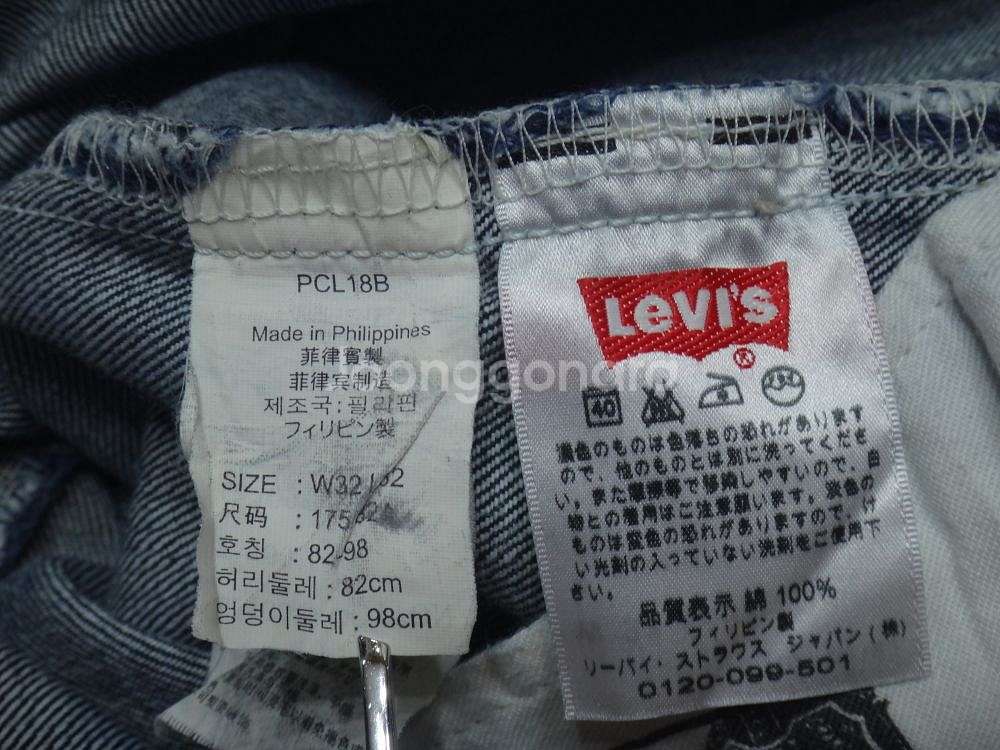 PCL18B
Made in Philippines
菲律賓製
菲律宾制造
제조국: 필리핀
フィリピン製
SIZE : W32
尺码 : 175
호칭 : 82-98
허리둘레 : 82cm
엉덩이둘레 : 98cm
LEVI'S
®
40
濃色のものは色落ちの恐れがあります
ので、他のものとは別に洗ってくださ
い。また摩擦等で移染しやすいので、白
物との着用はご注意願います。淡色の
ものは変色の恐れがありますので、け
い光剤の入っていない洗剤をご使用下
さい。
品質表示 綿 100%
フィリピン製
リーバイ・ストラウス ジャパン(株)
0120-099-501